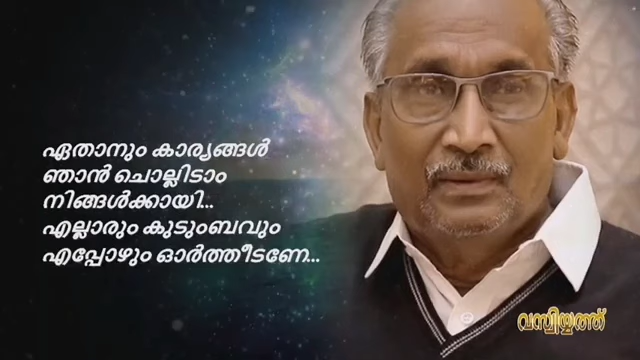 ഏതാനും കാര്യങ്ങൾ
ഞാൻ ചൊല്ലിടാം
നിങ്ങൾക്കായി...
എല്ലാരും കുടുംബവും
എപ്പോഴും ഓർത്തീടണേ...
വസ്വിയ്യത്ത്